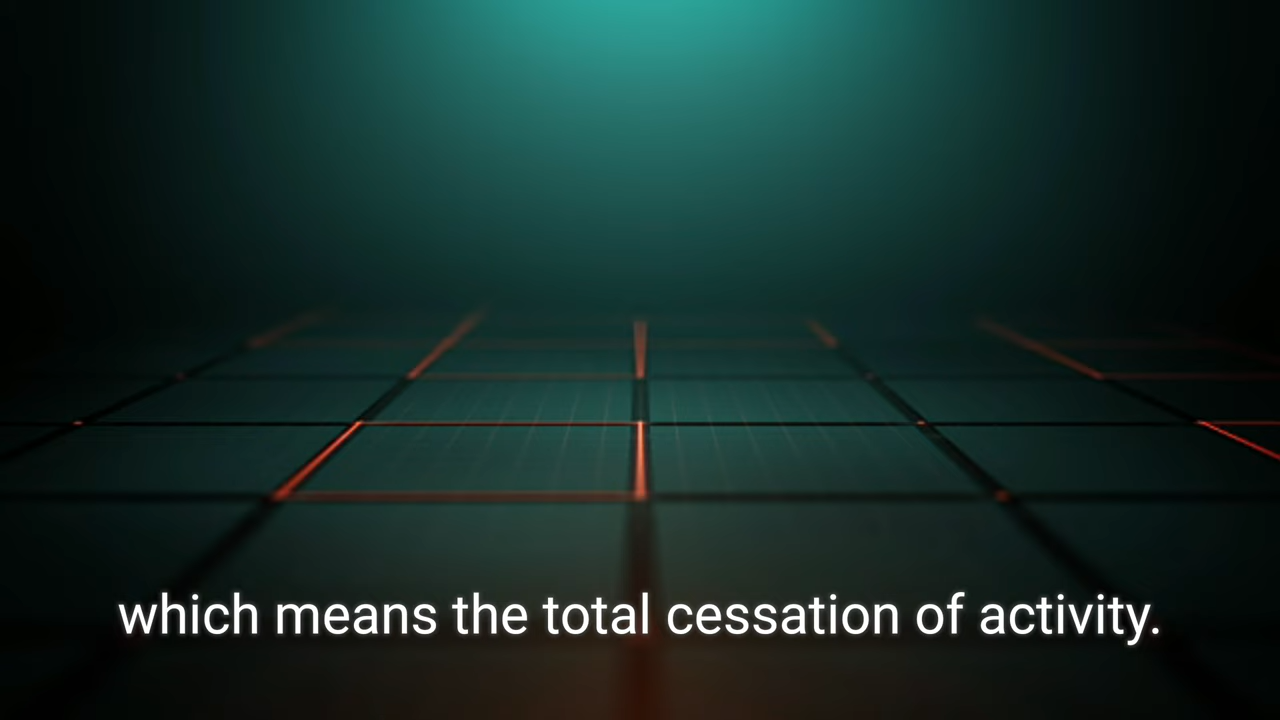 which means the total cessation of activity.